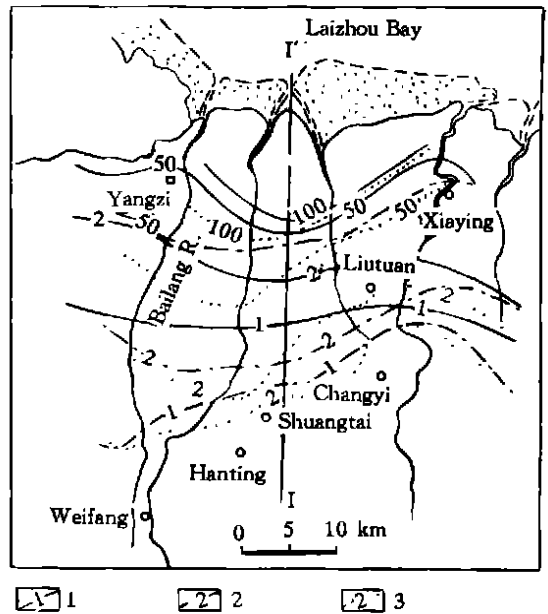 Laizhou Bay
I'
50
Yangzi
100
50
100
50
50
2
Xiaying
Bailang R.
2
Liutuan
1
1
2
2
2
1
2
1
2
Changyi
Shuangtai
Hanting
I
Weifang
0 5 10 km
1 1
2 2
2 3